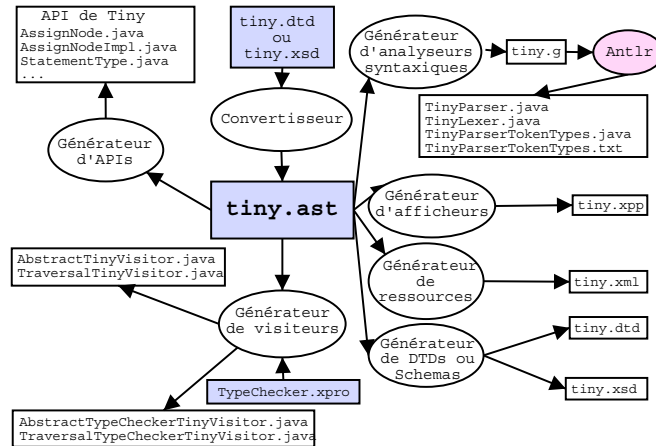 API de Tiny
AssignNode.java
AssignNodeImpl.java
StatementType.java
...
tiny.dtd
ou
tiny.xsd
Générateur
d'analyseurs
syntaxiques
tiny.g
Antlr
TinyParser.java
TinyLexer.java
TinyParserTokenTypes.java
TinyParserTokenTypes.txt
Convertisseur
Générateur
d'APIs
tiny.ast
Générateur
d'afficheurs
tiny.xpp
AbstractTinyVisitor.java
TraversalTinyVisitor.java
Générateur
de
ressources
tiny.xml
Générateur
de visiteurs
Générateur
de DTDs ou
Schemas
tiny.dtd
tiny.xsd
TypeChecker.xpro
AbstractTypeCheckerTinyVisitor.java
TraversalTypeCheckerTinyVisitor.java